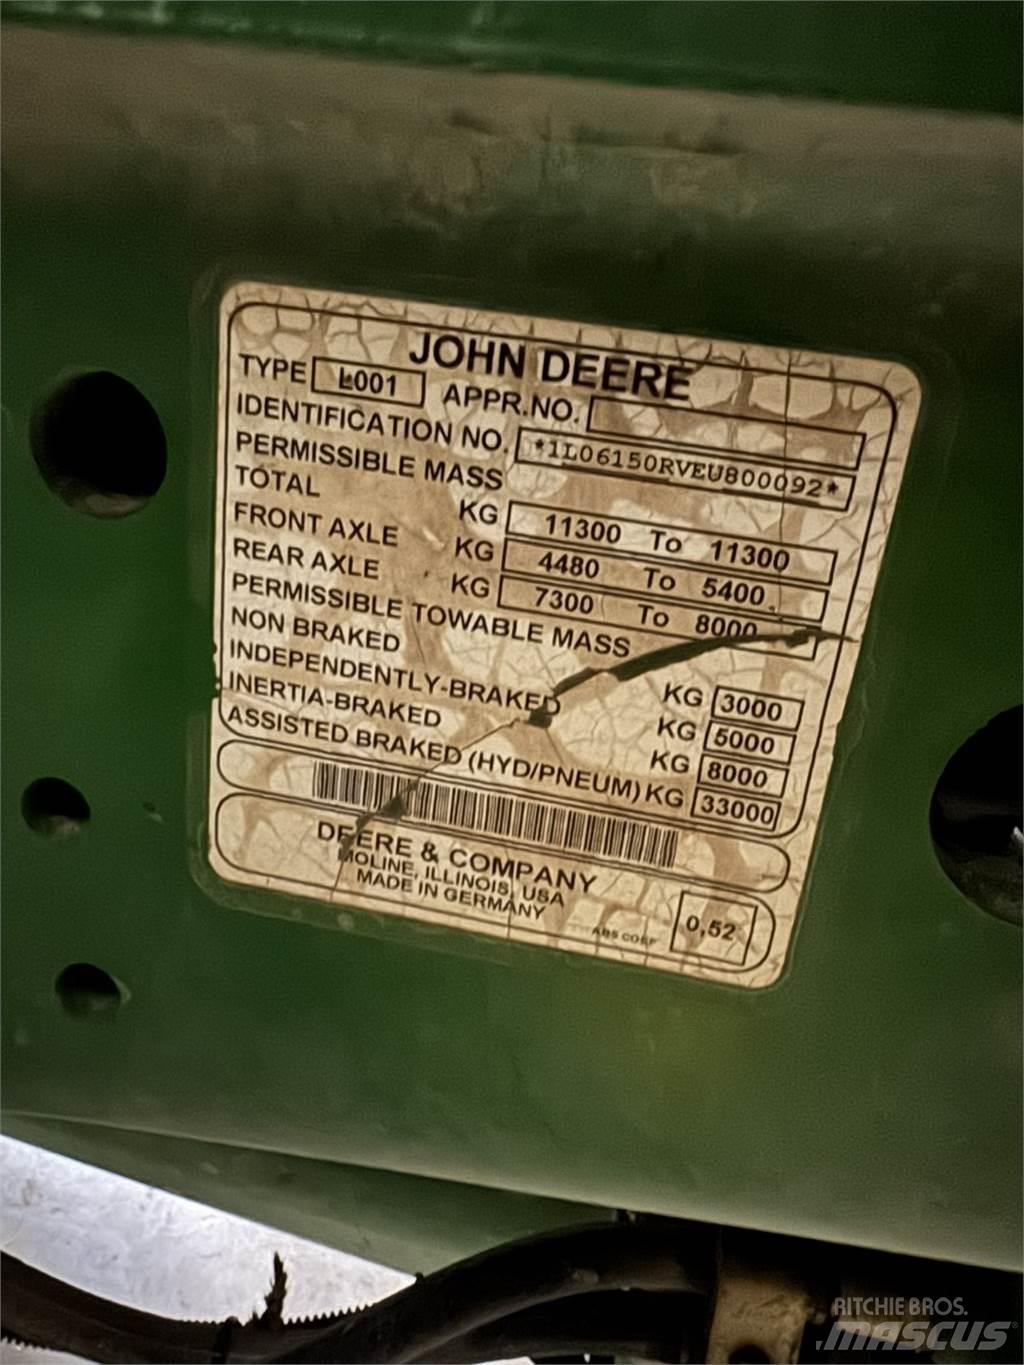 JOHN DEERE
TYPE L001 APPR.NO.
IDENTIFICATION NO. *1L06150RVEU800092*
PERMISSIBLE MASS
TOTAL KG 11300 To 11300
FRONT AXLE KG 4480 To 5400
REAR AXLE KG 7300 To 8000
PERMISSIBLE TOWABLE MASS
NON BRAKED KG 3000
INDEPENDENTLY-BRAKED KG 5000
INERTIA-BRAKED KG 8000
ASSISTED BRAKED (HYD/PNEUM) KG 33000
DEERE & COMPANY
MOLINE, ILLINOIS, USA
MADE IN GERMANY
0,52
RITCHIE BROS.
MASCUS